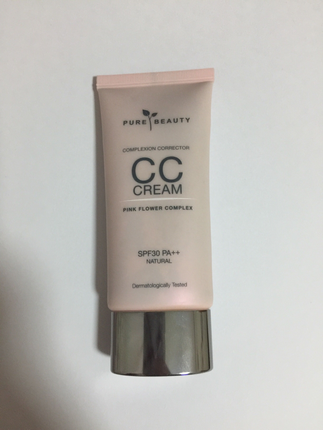 PURE BEAUTY
COMPLEXION CORRECTOR
CC
CREAM
PINK FLOWER COMPLEX
SPF30 PA++
NATURAL
Dermatologically Tested